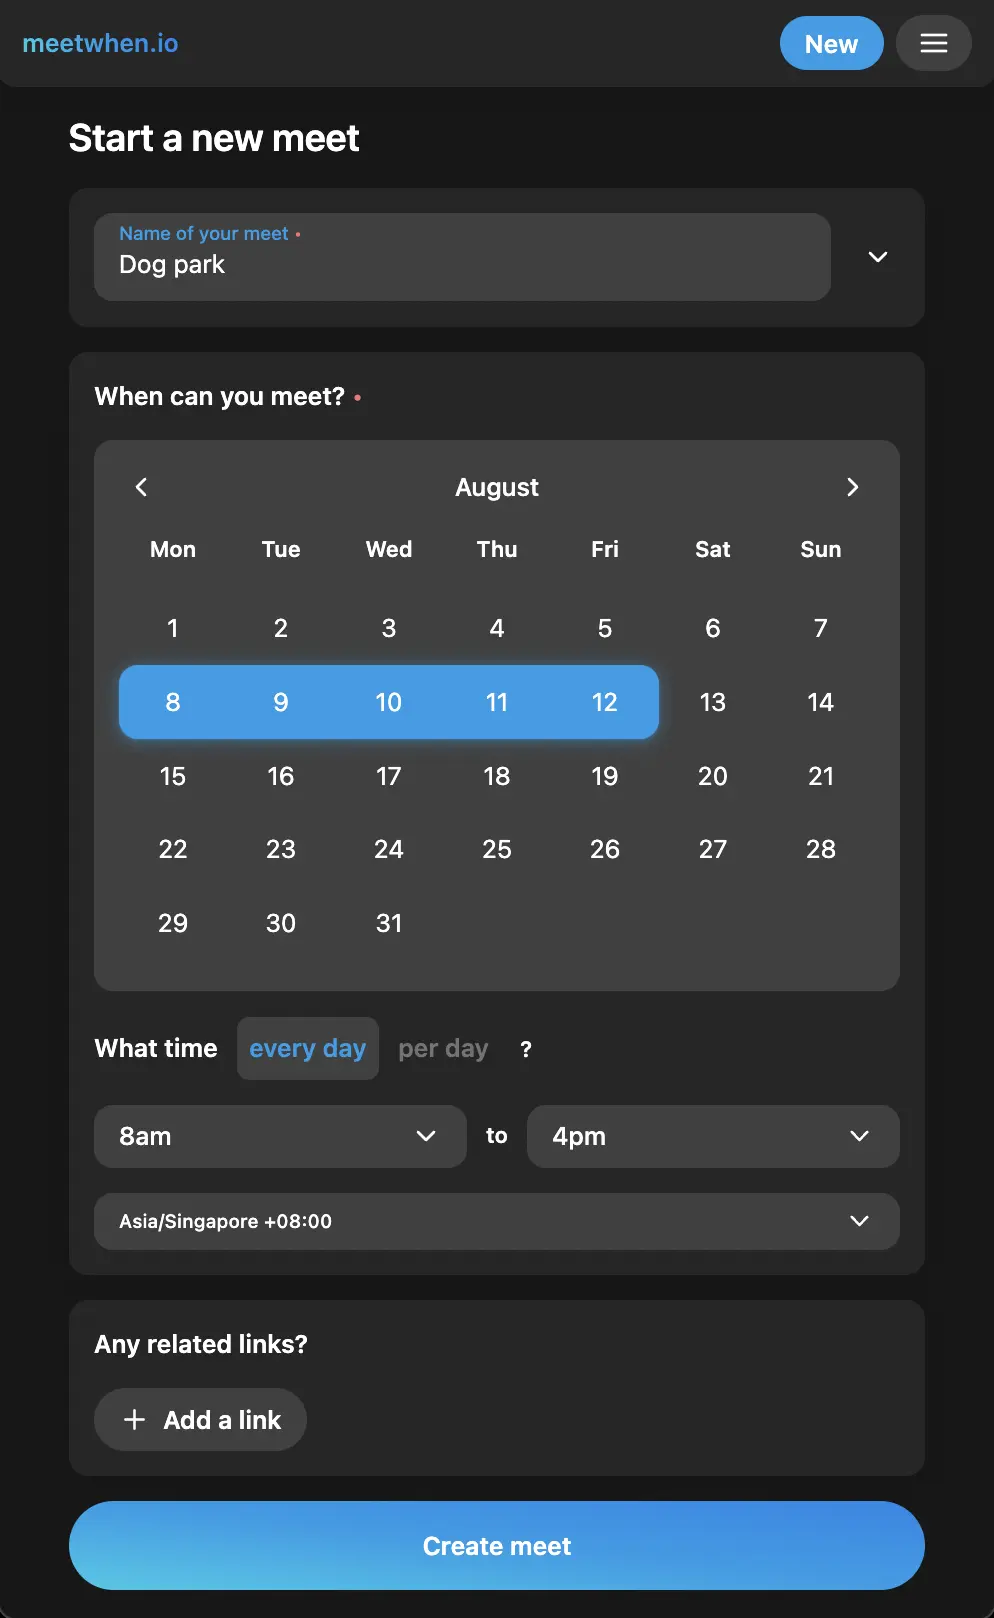 meetwhen.io
New
Start a new meet
Name of your meet •
Dog park
When can you meet? •
August
Mon Tue Wed Thu Fri Sat Sun
1 2 3 4 5 6 7
8 9 10 11 12 13 14
15 16 17 18 19 20 21
22 23 24 25 26 27 28
29 30 31
What time every day per day ?
8am to 4pm
Asia/Singapore +08:00
Any related links?
+ Add a link
Create meet